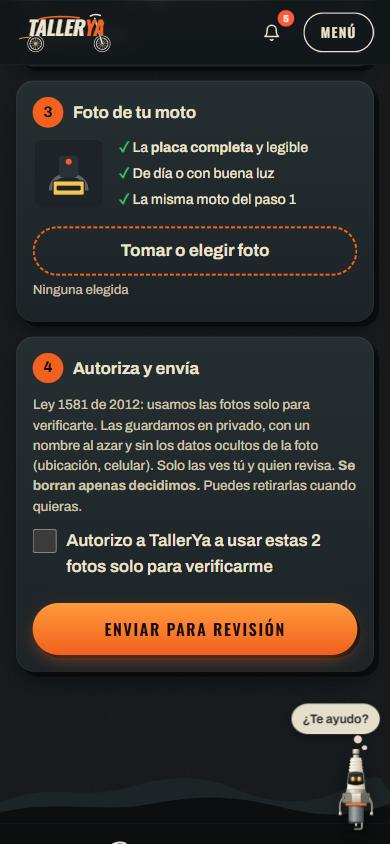 TALLERYA
5
MENÚ
3
Foto de tu moto
✓ La placa completa y legible
✓ De día o con buena luz
✓ La misma moto del paso 1
Tomar o elegir foto
Ninguna elegida
4
Autoriza y envía
Ley 1581 de 2012: usamos las fotos solo para
verificarte. Las guardamos en privado, con un
nombre al azar y sin los datos ocultos de la foto
(ubicación, celular). Solo las ves tú y quien revisa. Se
borran apenas decidimos. Puedes retirarlas cuando
quieras.
Autorizo a TallerYa a usar estas 2
fotos solo para verificarme
ENVIAR PARA REVISIÓN
¿Te ayudo?